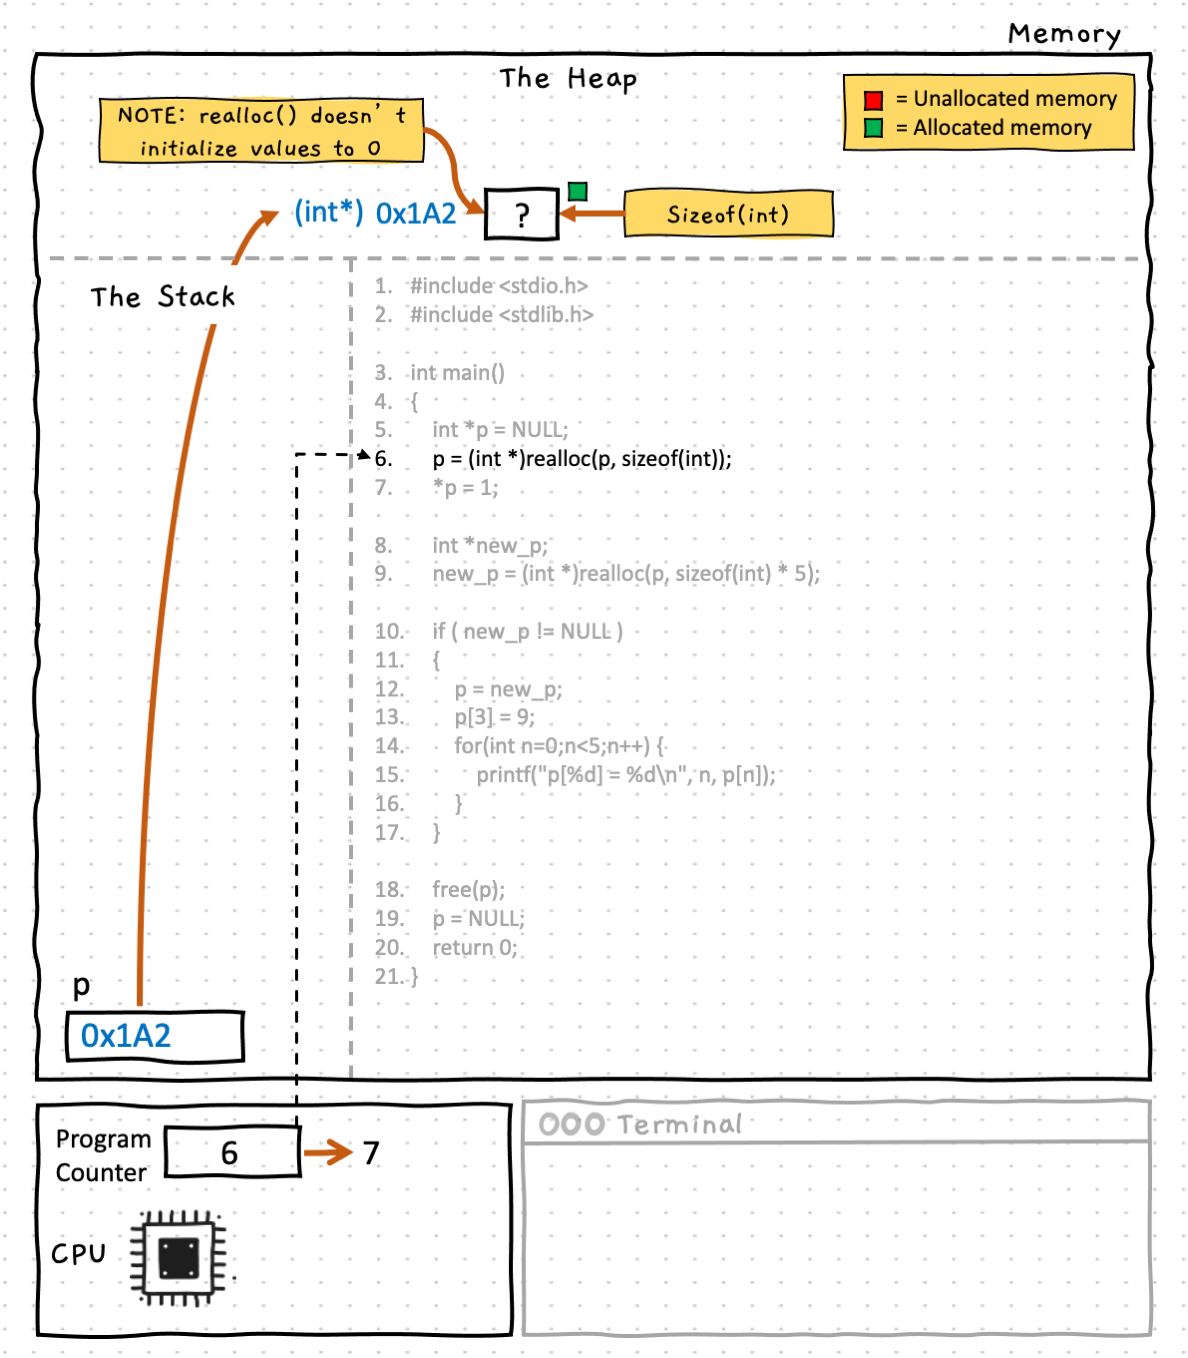 Memory
The Heap
NOTE: realloc() doesn't
initialize values to 0
= Unallocated memory
= Allocated memory
(int*) 0x1A2
?
Sizeof(int)
The Stack
1. #include <stdio.h>
2. #include <stdlib.h>
3. int main()
4. {
5. int *p = NULL;
6. p = (int *)realloc(p, sizeof(int));
7. *p = 1;
8. int *new_p;
9. new_p = (int *)realloc(p, sizeof(int) * 5);
10. if ( new_p != NULL )
11. {
12. p = new_p;
13. p[3] = 9;
14. for(int n=0;n<5;n++) {
15. printf("p[%d] = %d\n", n, p[n]);
16. }
17. }
18. free(p);
19. p = NULL;
20. return 0;
21. }
p
0x1A2
Program
Counter
6
7
CPU
Terminal